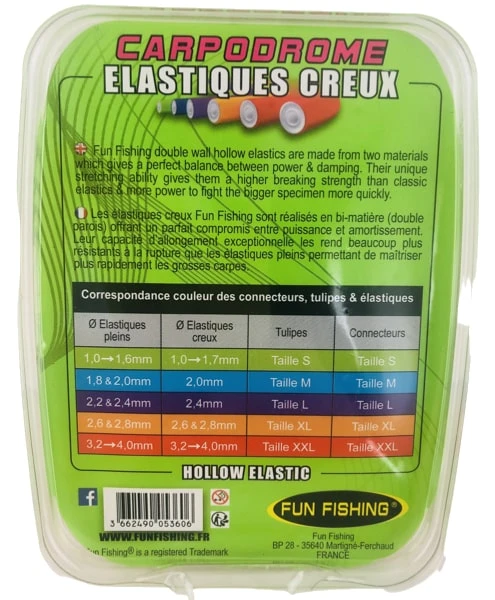 CARPODROME
ELASTIQUES CREUX
Fun Fishing double wall hollow elastics are made from two materials
which gives a perfect balance between power & damping. Their unique
stretching ability gives them a higher breaking strength than classic
elastics & more power to fight the bigger specimen more quickly.
Les élastiques creux Fun Fishing sont réalisés en bi-matière (double
parois) offrant un parfait compromis entre puissance et amortissement.
Leur capacité d'allongement exceptionnelle les rend beaucoup plus
résistants à la rupture que les élastiques pleins permettant de maîtriser
plus rapidement les grosses carpes.
Correspondance couleur des connecteurs, tulipes & élastiques
Ø Elastiques pleins Ø Elastiques creux Tulipes Connecteurs
1,0→1,6mm 1,0→1,7mm Taille S Taille S
1,8 & 2,0mm 2,0mm Taille M Taille M
2,2 & 2,4mm 2,4mm Taille L Taille L
2,6 & 2,8mm 2,6 & 2,8mm Taille XL Taille XL
3,2→4,0mm 3,2→4,0mm Taille XXL Taille XXL
HOLLOW ELASTIC
f
3 662490 053606
WWW.FUNFISHING.FR
Fun Fishing® is a registered Trademark
FUN FISHING®
Fun Fishing
BP 28 - 35640 Martigné-Ferchaud
FRANCE